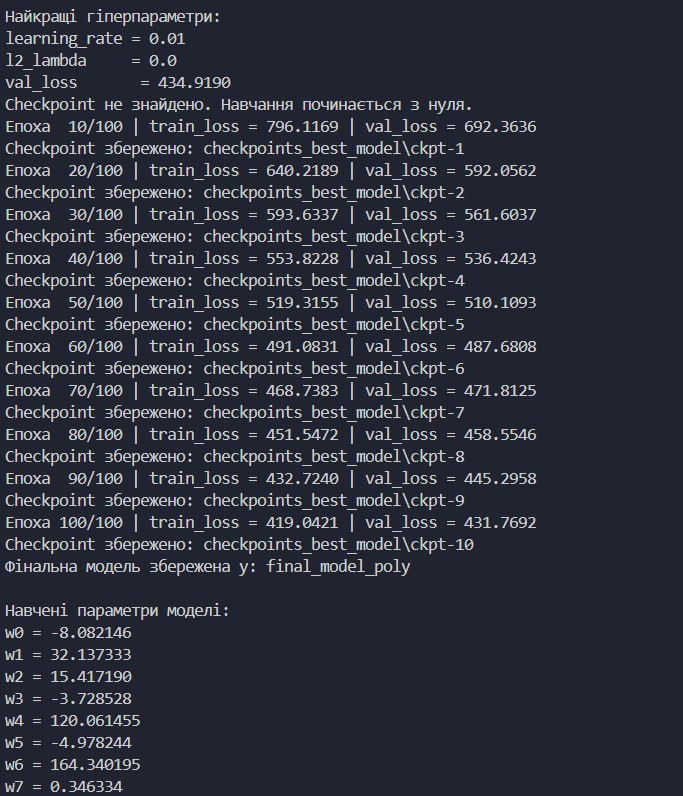 Найкращі гіперпараметри:
learning_rate = 0.01
l2_lambda     = 0.0
val_loss       = 434.9190
Checkpoint не знайдено. Навчання починається з нуля.
Епоха  10/100 | train_loss = 796.1169 | val_loss = 692.3636
Checkpoint збережено: checkpoints_best_model\ckpt-1
Епоха  20/100 | train_loss = 640.2189 | val_loss = 592.0562
Checkpoint збережено: checkpoints_best_model\ckpt-2
Епоха  30/100 | train_loss = 593.6337 | val_loss = 561.6037
Checkpoint збережено: checkpoints_best_model\ckpt-3
Епоха  40/100 | train_loss = 553.8228 | val_loss = 536.4243
Checkpoint збережено: checkpoints_best_model\ckpt-4
Епоха  50/100 | train_loss = 519.3155 | val_loss = 510.1093
Checkpoint збережено: checkpoints_best_model\ckpt-5
Епоха  60/100 | train_loss = 491.0831 | val_loss = 487.6808
Checkpoint збережено: checkpoints_best_model\ckpt-6
Епоха  70/100 | train_loss = 468.7383 | val_loss = 471.8125
Checkpoint збережено: checkpoints_best_model\ckpt-7
Епоха  80/100 | train_loss = 451.5472 | val_loss = 458.5546
Checkpoint збережено: checkpoints_best_model\ckpt-8
Епоха  90/100 | train_loss = 432.7240 | val_loss = 445.2958
Checkpoint збережено: checkpoints_best_model\ckpt-9
Епоха 100/100 | train_loss = 419.0421 | val_loss = 431.7692
Checkpoint збережено: checkpoints_best_model\ckpt-10
Фінальна модель збережена у: final_model_poly

Навчені параметри моделі:
w0 = -8.082146
w1 = 32.137333
w2 = 15.417190
w3 = -3.728528
w4 = 120.061455
w5 = -4.978244
w6 = 164.340195
w7 = 0.346334